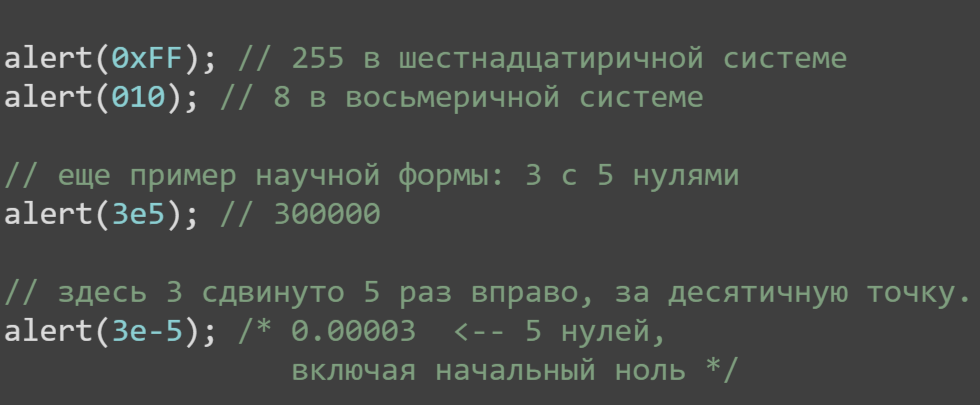 alert(0xFF); // 255 в шестнадцатиричной системе
alert(010); // 8 в восьмеричной системе
// еще пример научной формы: 3 с 5 нулями
alert(3e5); // 300000
// здесь 3 сдвинуто 5 раз вправо, за десятичную точку.
alert(3e-5); /* 0.00003  <-- 5 нулей,
включая начальный ноль */